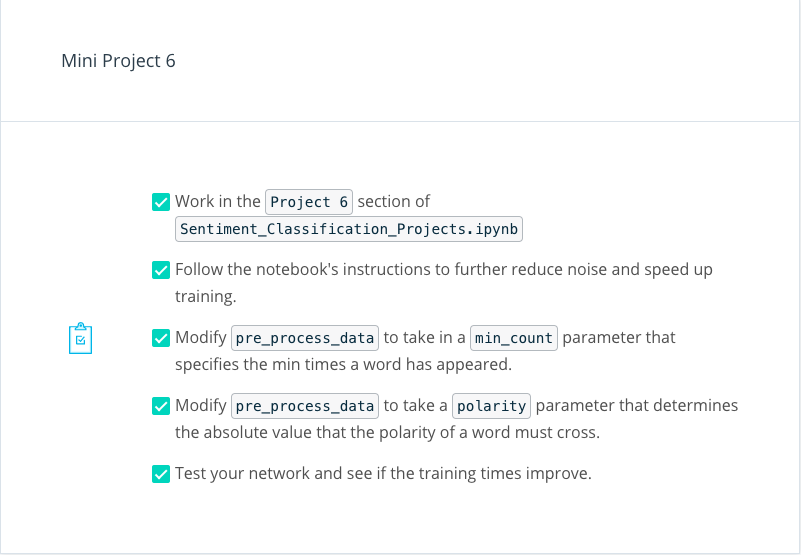 Mini Project 6
Work in the Project 6 section of
Sentiment_Classification_Projects.ipynb
Follow the notebook's instructions to further reduce noise and speed up
training.
Modify pre_process_data to take in a min_count parameter that
specifies the min times a word has appeared.
Modify pre_process_data to take a polarity parameter that determines
the absolute value that the polarity of a word must cross.
Test your network and see if the training times improve.